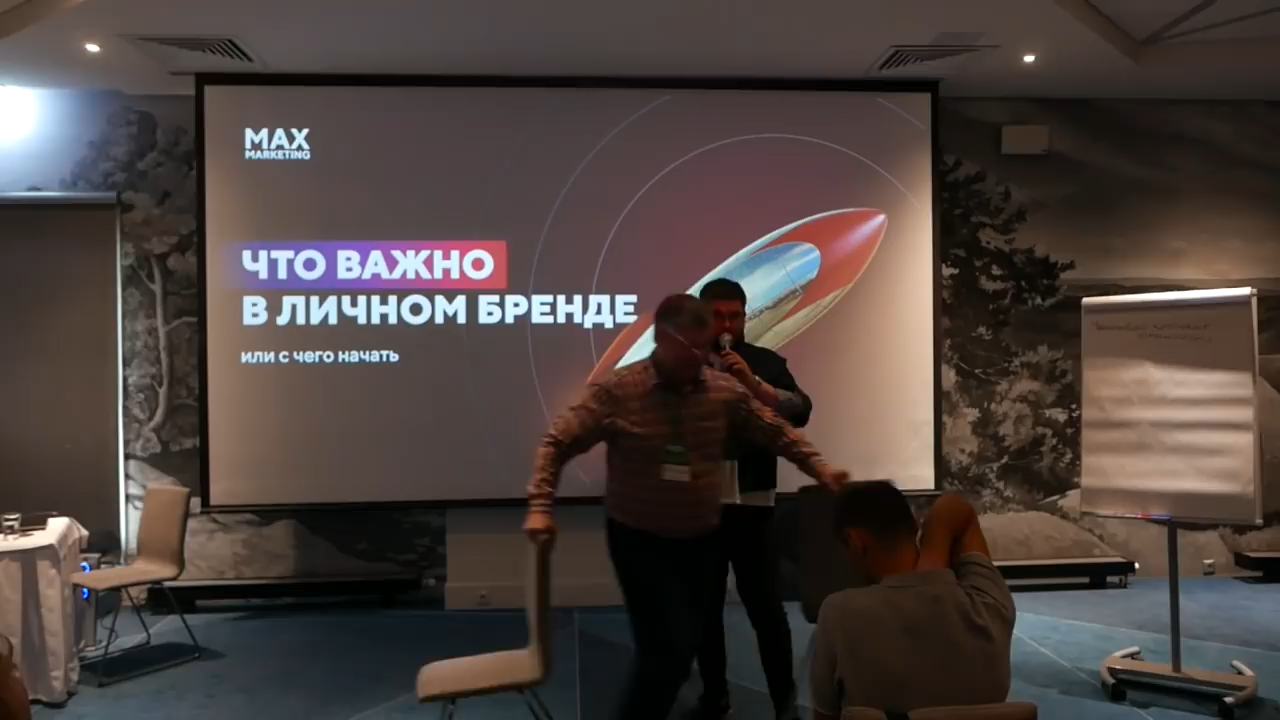 MAX
MARKETING
ЧТО ВАЖНО
В ЛИЧНОМ БРЕНДЕ
или с чего начать